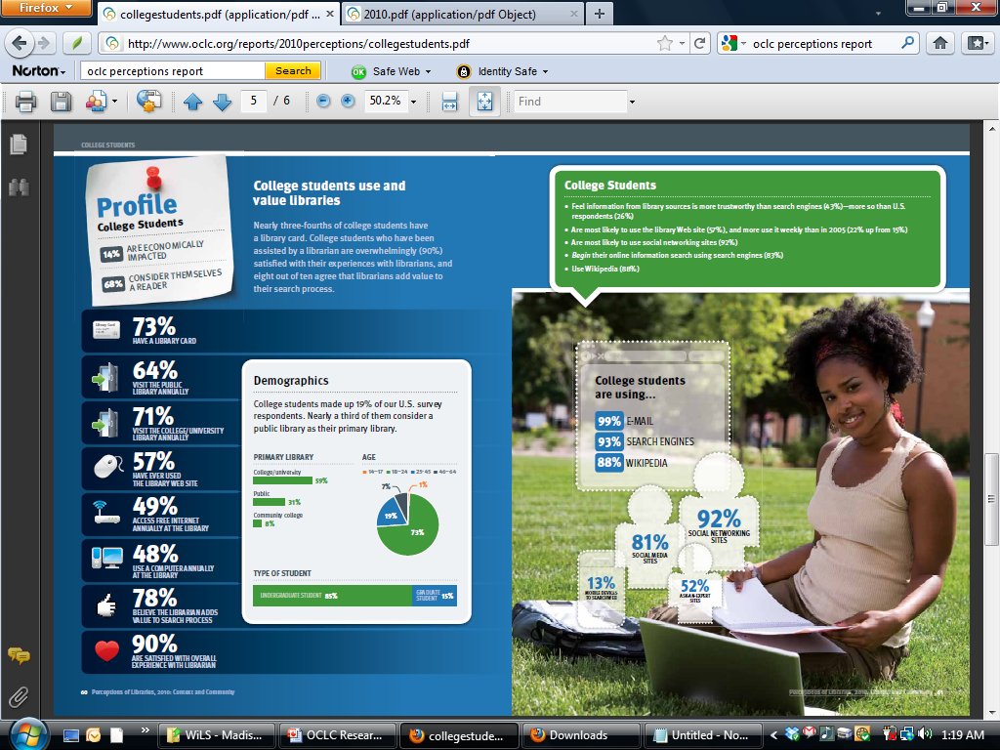 Firefox
collegestudents.pdf (application/pdf ...
2010.pdf (application/pdf Object)
http://www.oclc.org/reports/2010perceptions/collegestudents.pdf
oclc perceptions report
Norton
oclc perceptions report
Search
OK
Safe Web
Identity Safe
5 / 6
50.2%
Find
COLLEGE STUDENTS
Profile
College Students
14% ARE ECONOMICALLY
IMPACTED
68% CONSIDER THEMSELVES
A READER
College students use and
value libraries
Nearly three-fourths of college students have
a library card. College students who have been
assisted by a librarian are overwhelmingly (90%)
satisfied with their experiences with librarians, and
eight out of ten agree that librarians add value to
their search process.
73%
HAVE A LIBRARY CARD
64%
VISIT THE PUBLIC
LIBRARY ANNUALLY
71%
VISIT THE COLLEGE/UNIVERSITY
LIBRARY ANNUALLY
57%
HAVE EVER USED
THE LIBRARY WEB SITE
49%
ACCESS FREE INTERNET
ANNUALLY AT THE LIBRARY
48%
USE A COMPUTER ANNUALLY
AT THE LIBRARY
78%
BELIEVE THE LIBRARIAN ADDS
VALUE TO SEARCH PROCESS
90%
ARE SATISFIED WITH OVERALL
EXPERIENCE WITH LIBRARIAN
Demographics
College students made up 19% of our U.S. survey
respondents. Nearly a third of them consider a
public library as their primary library.
PRIMARY LIBRARY
College/university
59%
Public
31%
Community college
8%
AGE
14–17 18–24 25-45 46–64
7% 1%
19%
73%
TYPE OF STUDENT
UNDERGRADUATE STUDENT 85%
GRADUATE
STUDENT 15%
College Students
• Feel information from library sources is more trustworthy than search engines (43%)—more so than U.S.
respondents (26%)
• Are most likely to use the library Web site (57%), and more use it weekly than in 2005 (22% up from 15%)
• Are most likely to use social networking sites (92%)
• Begin their online information search using search engines (83%)
• Use Wikipedia (88%)
College students
are using...
99% E-MAIL
93% SEARCH ENGINES
88% WIKIPEDIA
92%
SOCIAL NETWORKING
SITES
81%
SOCIAL MEDIA
SITES
13%
MOBILE DEVICES
TO SEARCH WEB
52%
ASK-AN-EXPERT
SITES
60 Perceptions of Libraries, 2010: Context and Community
Perceptions of Libraries, 2010: Context and Community 61
WiLS - Madis...
OCLC Resear...
collegestude...
Downloads
Untitled - No...
1:19 AM